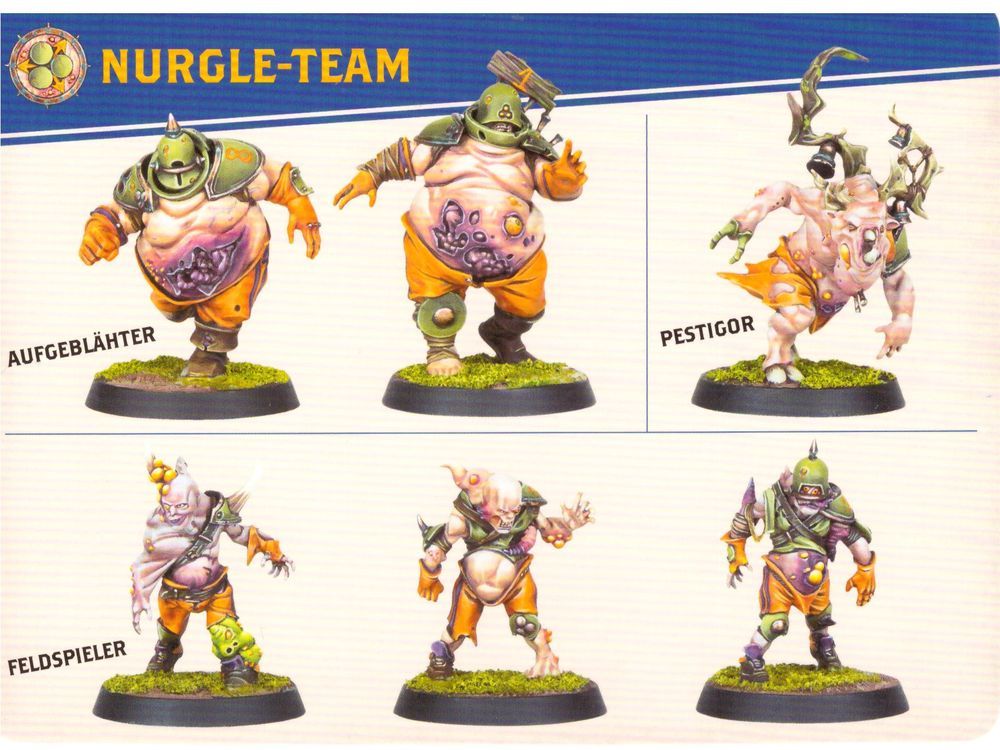 NURGLE-TEAM
AUFGEBLÄHTER
PESTIGOR
FELDSPIELER